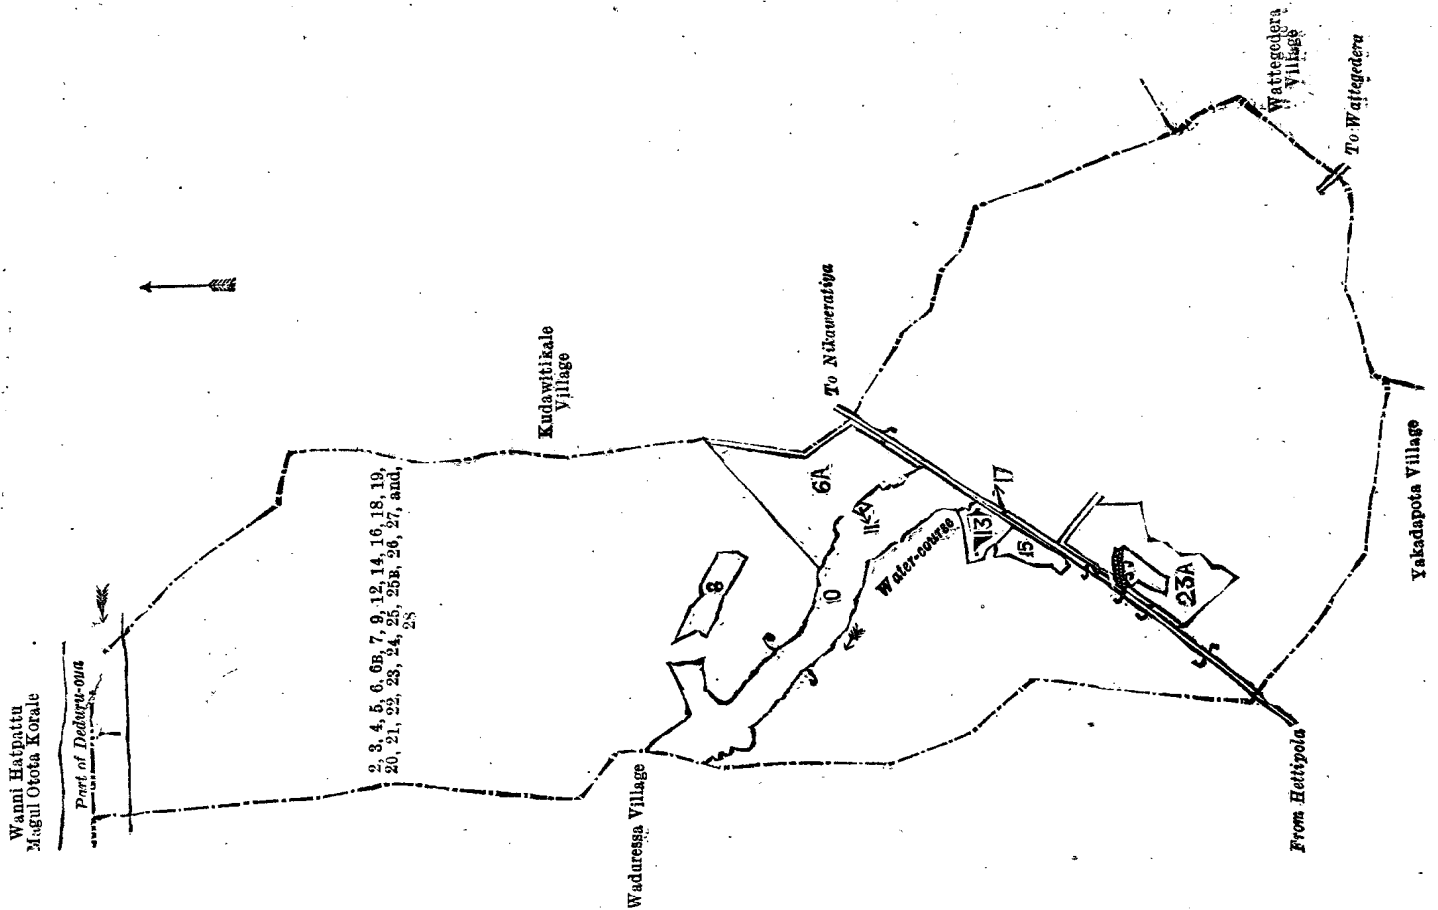 Wanni Hatpattu
Magul Otota Korale
Part of Deduru-oya
2, 3, 4, 5, 6, 6B, 7, 9, 12, 14, 16, 18, 19,
20, 21, 22, 23, 24, 25, 25B, 26, 27, and,
28
Kudawitikale
Village
Waduressa Village
8
6A
10
11
Water-course
13
15
17
23A
To Nikaweratiya
From Hettipola
Wattegedera
Village
To Wattegedera
Yakadapota Village